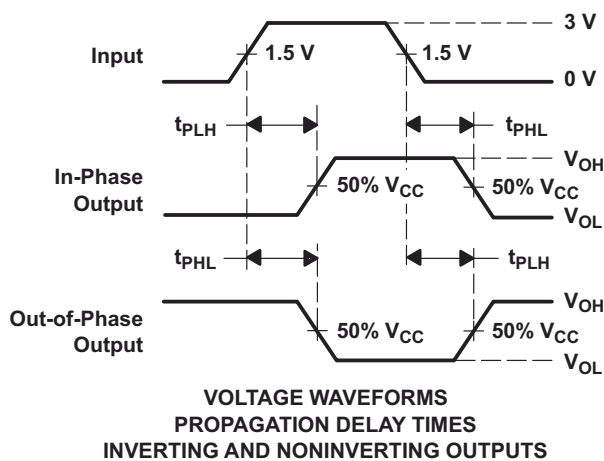 3 V
Input
1.5 V
1.5 V
0 V
tPLH
tPHL
VOH
In-Phase
Output
50% VCC
50% VCC
VOL
tPHL
tPLH
VOH
Out-of-Phase
Output
50% VCC
50% VCC
VOL
VOLTAGE WAVEFORMS
PROPAGATION DELAY TIMES
INVERTING AND NONINVERTING OUTPUTS